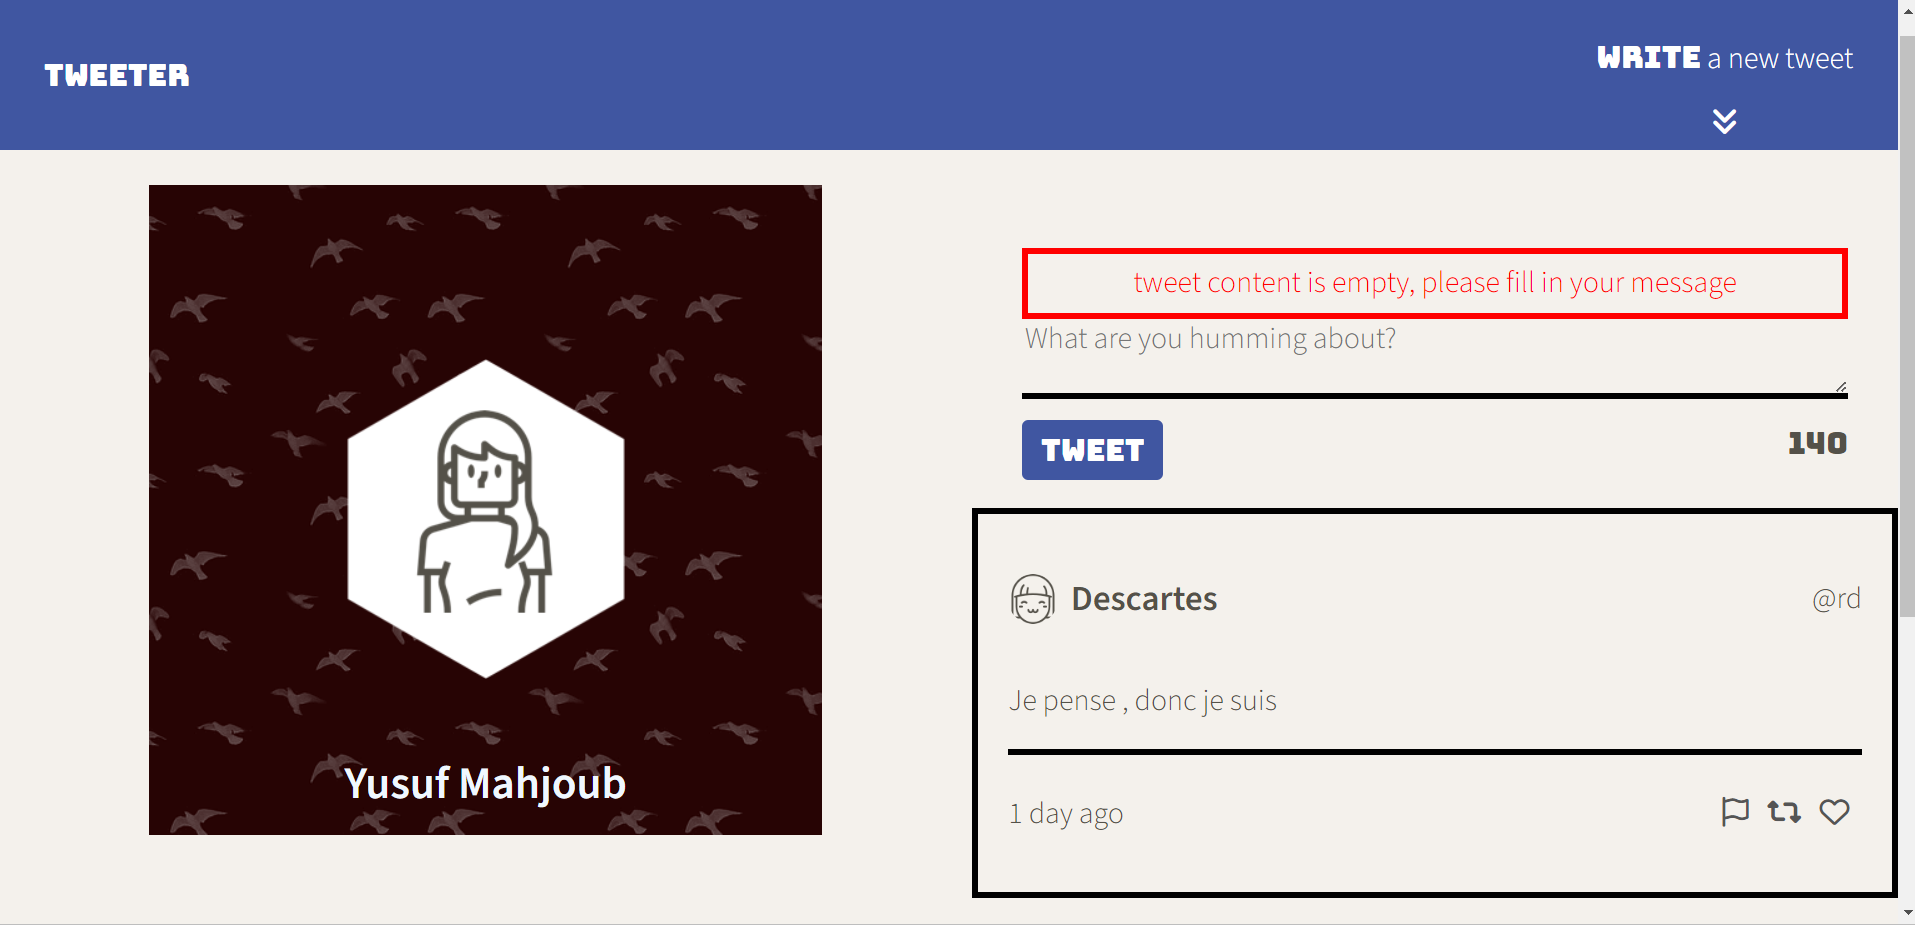 TWEETER
WRITE a new tweet
Yusuf Mahjoub
tweet content is empty, please fill in your message
What are you humming about?
TWEET
140
Descartes
@rd
Je pense , donc je suis
1 day ago